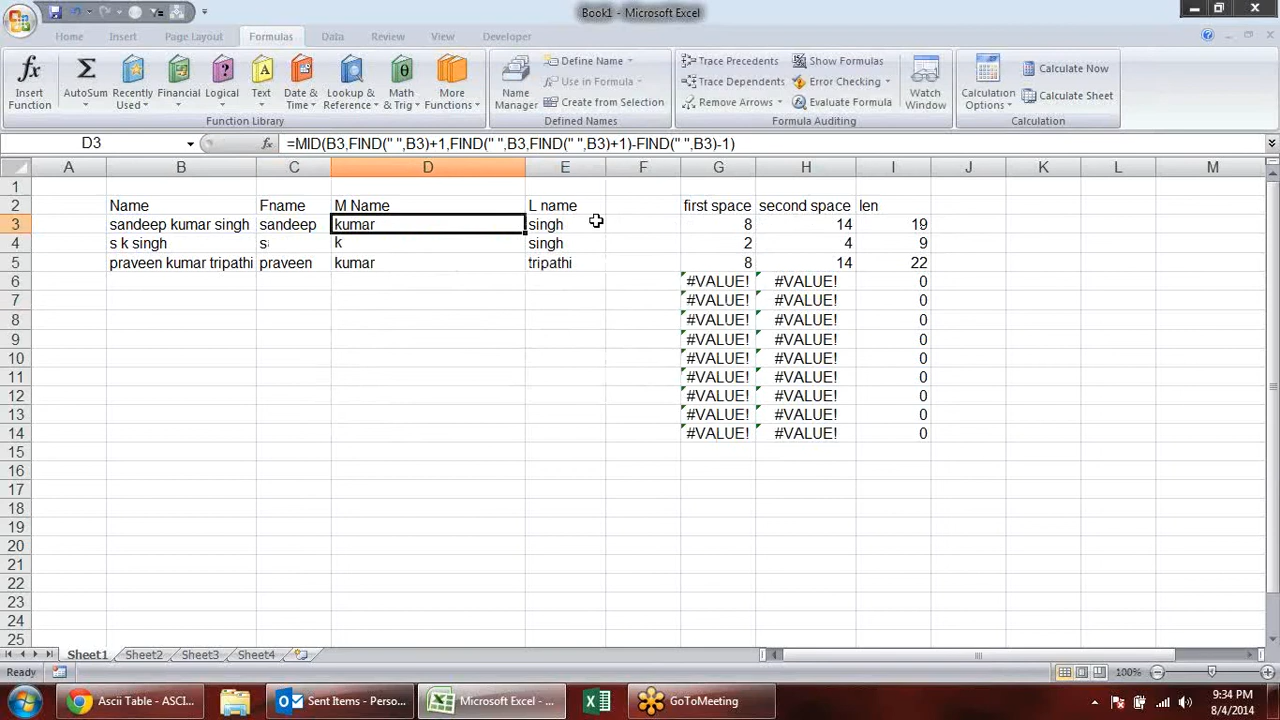 Book1 - Microsoft Excel
Home Insert Page Layout Formulas Data Review View Developer
Insert Function
AutoSum
Recently Used
Financial
Logical
Text
Date & Time
Lookup & Reference
Math & Trig
More Functions
Function Library
Name Manager
Define Name
Use in Formula
Create from Selection
Defined Names
Trace Precedents
Trace Dependents
Remove Arrows
Show Formulas
Error Checking
Evaluate Formula
Watch Window
Formula Auditing
Calculation Options
Calculate Now
Calculate Sheet
Calculation
D3 fx =MID(B3,FIND(" ",B3)+1,FIND(" ",B3,FIND(" ",B3)+1)-FIND(" ",B3)-1)
A B C D E F G H I J K L M
1
2 Name Fname M Name L name first space second space len
3 sandeep kumar singh sandeep kumar singh 8 14 19
4 s k singh s k singh 2 4 9
5 praveen kumar tripathi praveen kumar tripathi 8 14 22
6 #VALUE! #VALUE! 0
7 #VALUE! #VALUE! 0
8 #VALUE! #VALUE! 0
9 #VALUE! #VALUE! 0
10 #VALUE! #VALUE! 0
11 #VALUE! #VALUE! 0
12 #VALUE! #VALUE! 0
13 #VALUE! #VALUE! 0
14 #VALUE! #VALUE! 0
15
16
17
18
19
20
21
22
23
24
25
Sheet1 Sheet2 Sheet3 Sheet4
Ready 100%
Ascii Table - ASCI... Sent Items - Perso... Microsoft Excel - ... GoToMeeting 9:34 PM
8/4/2014